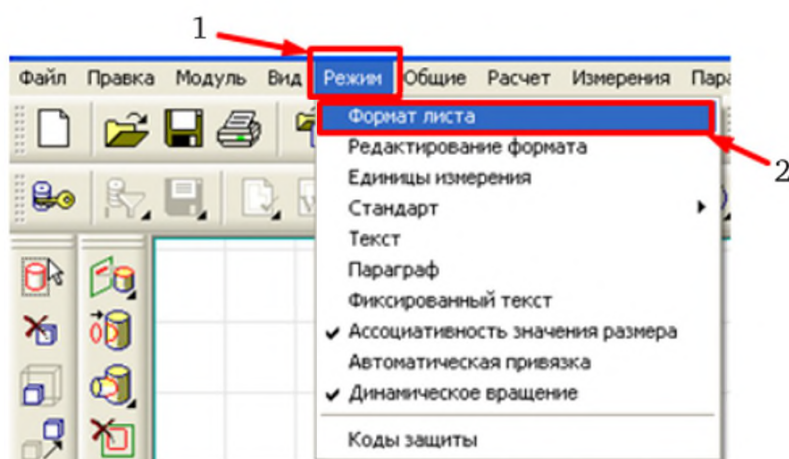 1
Файл Правка Модуль Вид Режим Общие Расчет Измерения
Формат листа
Редактирование формата
2
Единицы измерения
Стандарт
Текст
Параграф
Фиксированный текст
Ассоциативность значения размера
Автоматическая привязка
Динамическое вращение
Коды защиты